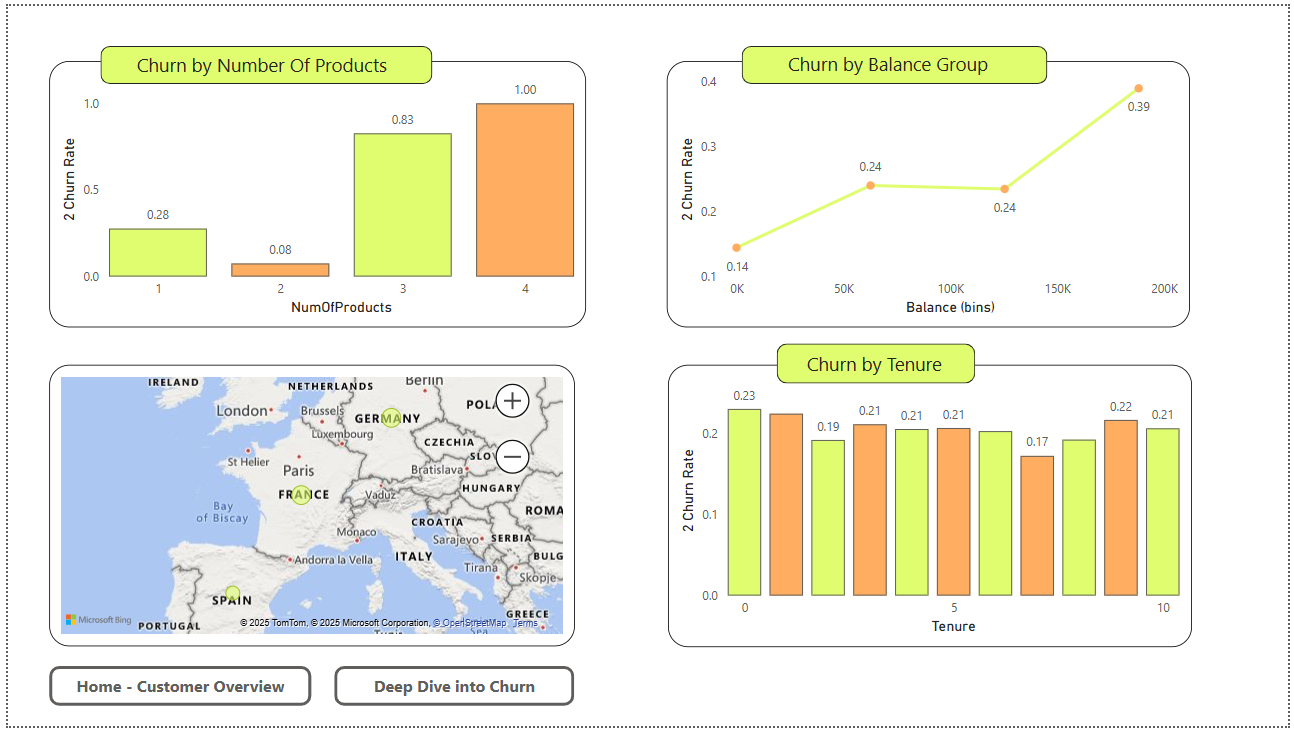 Churn by Number Of Products
2 Churn Rate
1.0
0.5
0.0
0.28
0.08
0.83
1.00
1
2
3
4
NumOfProducts
Churn by Balance Group
2 Churn Rate
0.4
0.3
0.2
0.1
0.14
0.24
0.24
0.39
0K
50K
100K
150K
200K
Balance (bins)
IRELAND
NETHERLANDS
Berlin
London
Brussels
GERMANY
POLA
Luxembourg
CZECHIA
St Helier
Paris
Bratislava
SLO
FRANCE
Vaduz
HUNGARY
Bay
of Biscay
ROMA
CROATIA
Monaco
Sarajevo
SERBIA
Andorra la Vella
ITALY
BULG
Tirana
Skopje
SPAIN
PORTUGAL
GREECE
Microsoft Bing
© 2025 TomTom, © 2025 Microsoft Corporation, © OpenStreetMap Terms
Churn by Tenure
2 Churn Rate
0.2
0.1
0.0
0.23
0.19
0.21
0.21
0.21
0.17
0.22
0.21
0
5
10
Tenure
Home - Customer Overview
Deep Dive into Churn